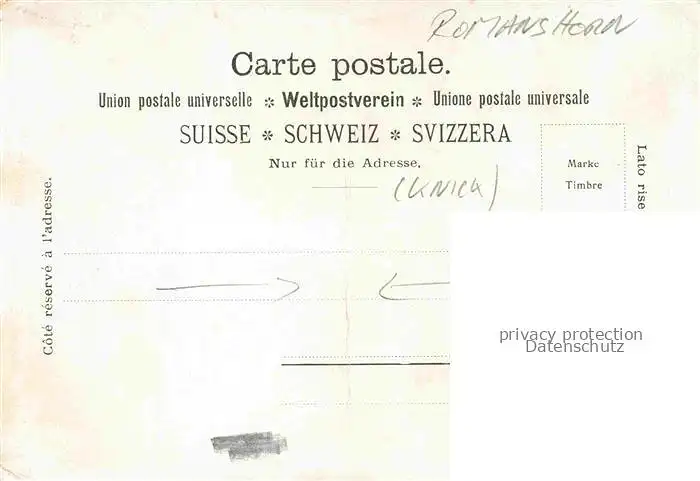 ROMANSHORN
Carte postale.
Union postale universelle ✻ Weltpostverein ✻ Unione postale universale
SUISSE ✻ SCHWEIZ ✻ SVIZZERA
Nur für die Adresse.
Marke
Timbre
(KNICK)
Côté réservé à l'adresse.
Lato rise
privacy protection
Datenschutz